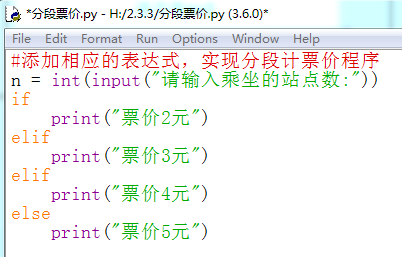 *分段票价.py - H:/2.3.3/分段票价.py (3.6.0)*
File Edit Format Run Options Window Help
#添加相应的表达式，实现分段计票价程序
n = int(input("请输入乘坐的站点数:"))
if
    print("票价2元")
elif
    print("票价3元")
elif
    print("票价4元")
else
    print("票价5元")